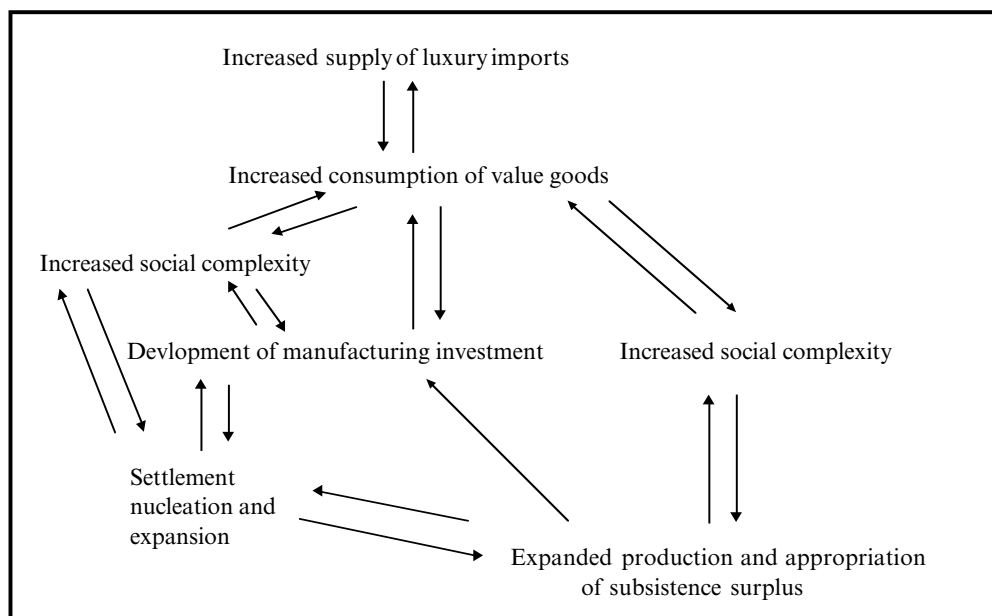 Increased supply of luxury imports
Increased consumption of value goods
Increased social complexity
Devlopment of manufacturing investment
Increased social complexity
Settlement
nucleation and
expansion
Expanded production and appropriation
of subsistence surplus